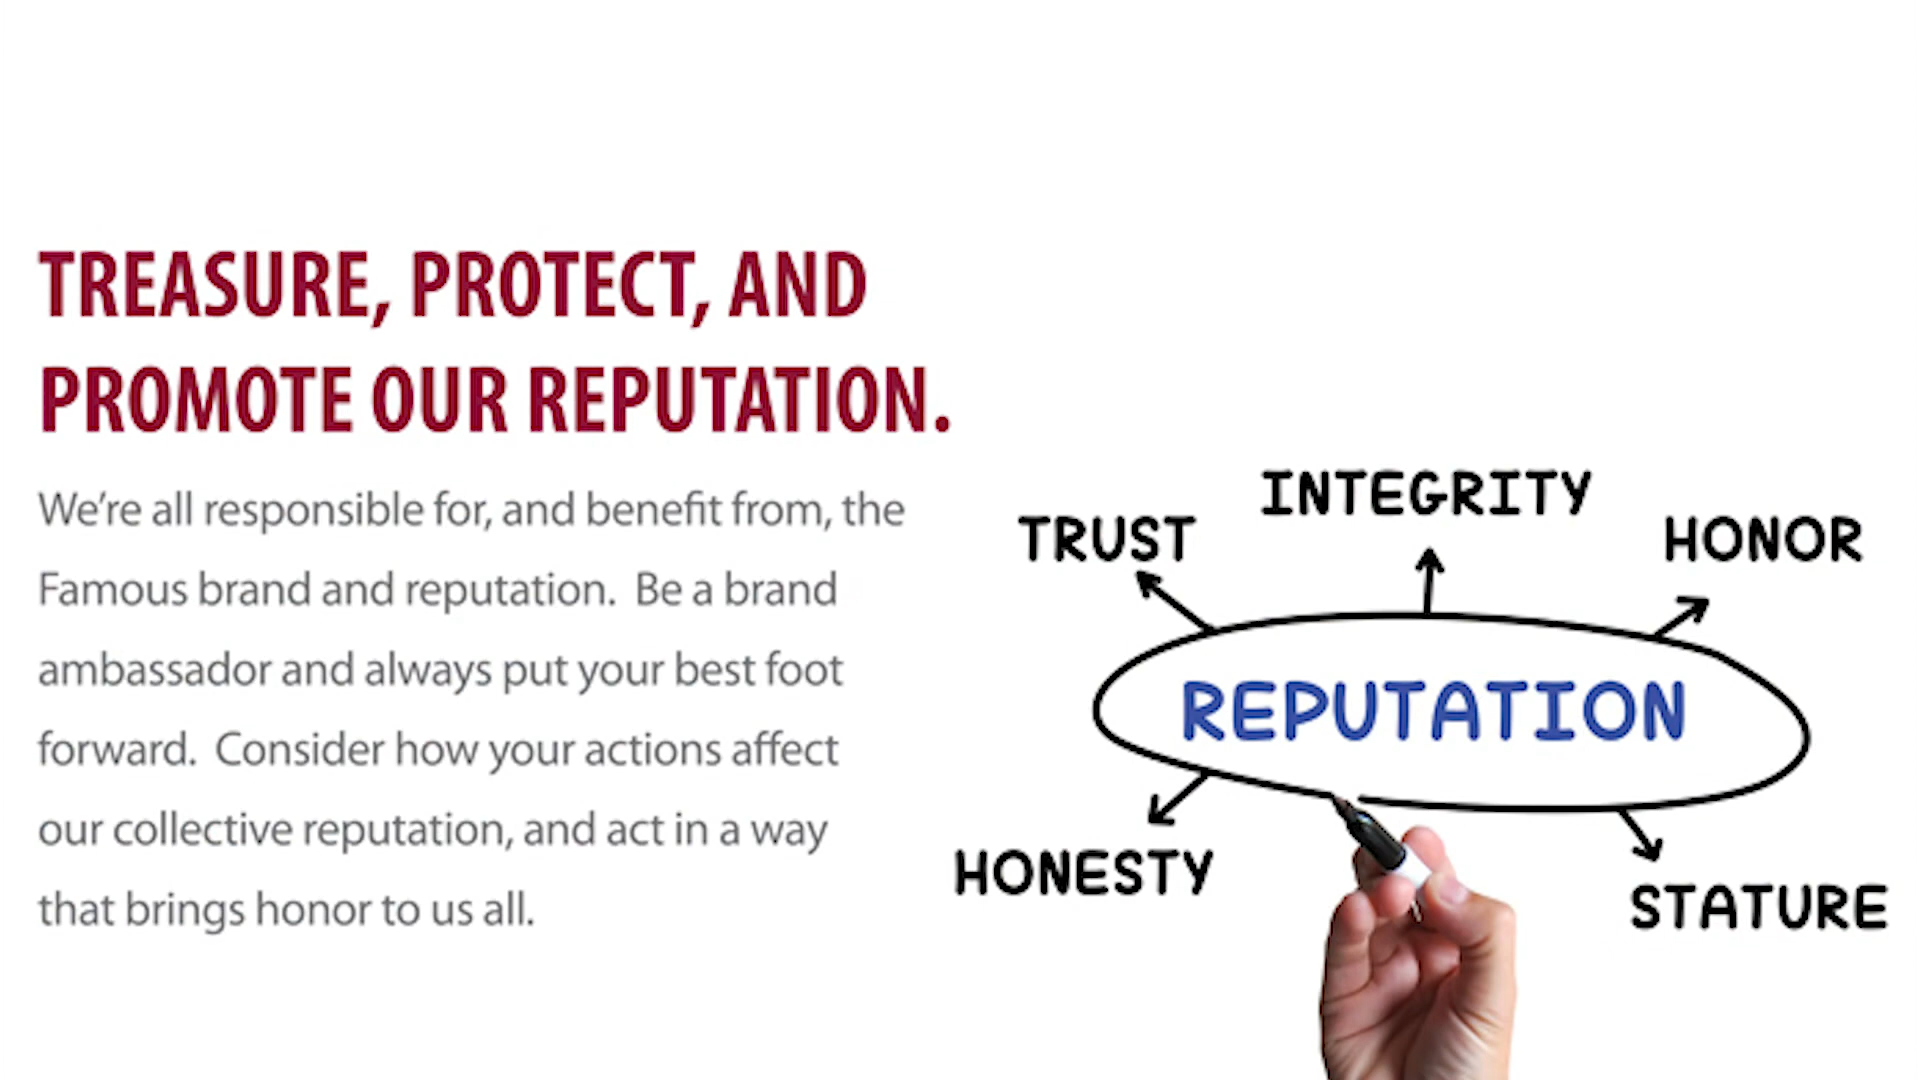 TREASURE, PROTECT, AND
PROMOTE OUR REPUTATION.
We're all responsible for, and benefit from, the
Famous brand and reputation.  Be a brand
ambassador and always put your best foot
forward.  Consider how your actions affect
our collective reputation, and act in a way
that brings honor to us all.
INTEGRITY
TRUST
HONOR
REPUTATION
HONESTY
STATURE